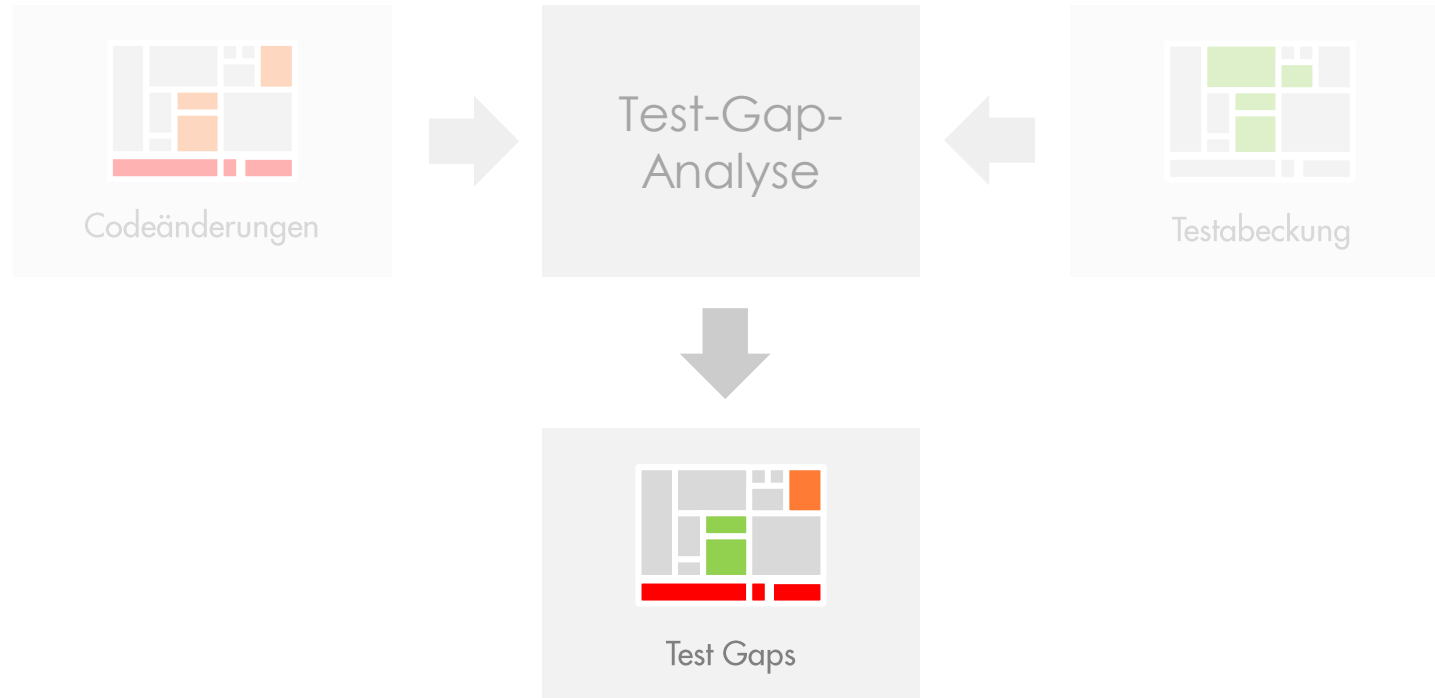 Test-Gap-
Analyse
Codeänderungen
Testabeckung
Test Gaps